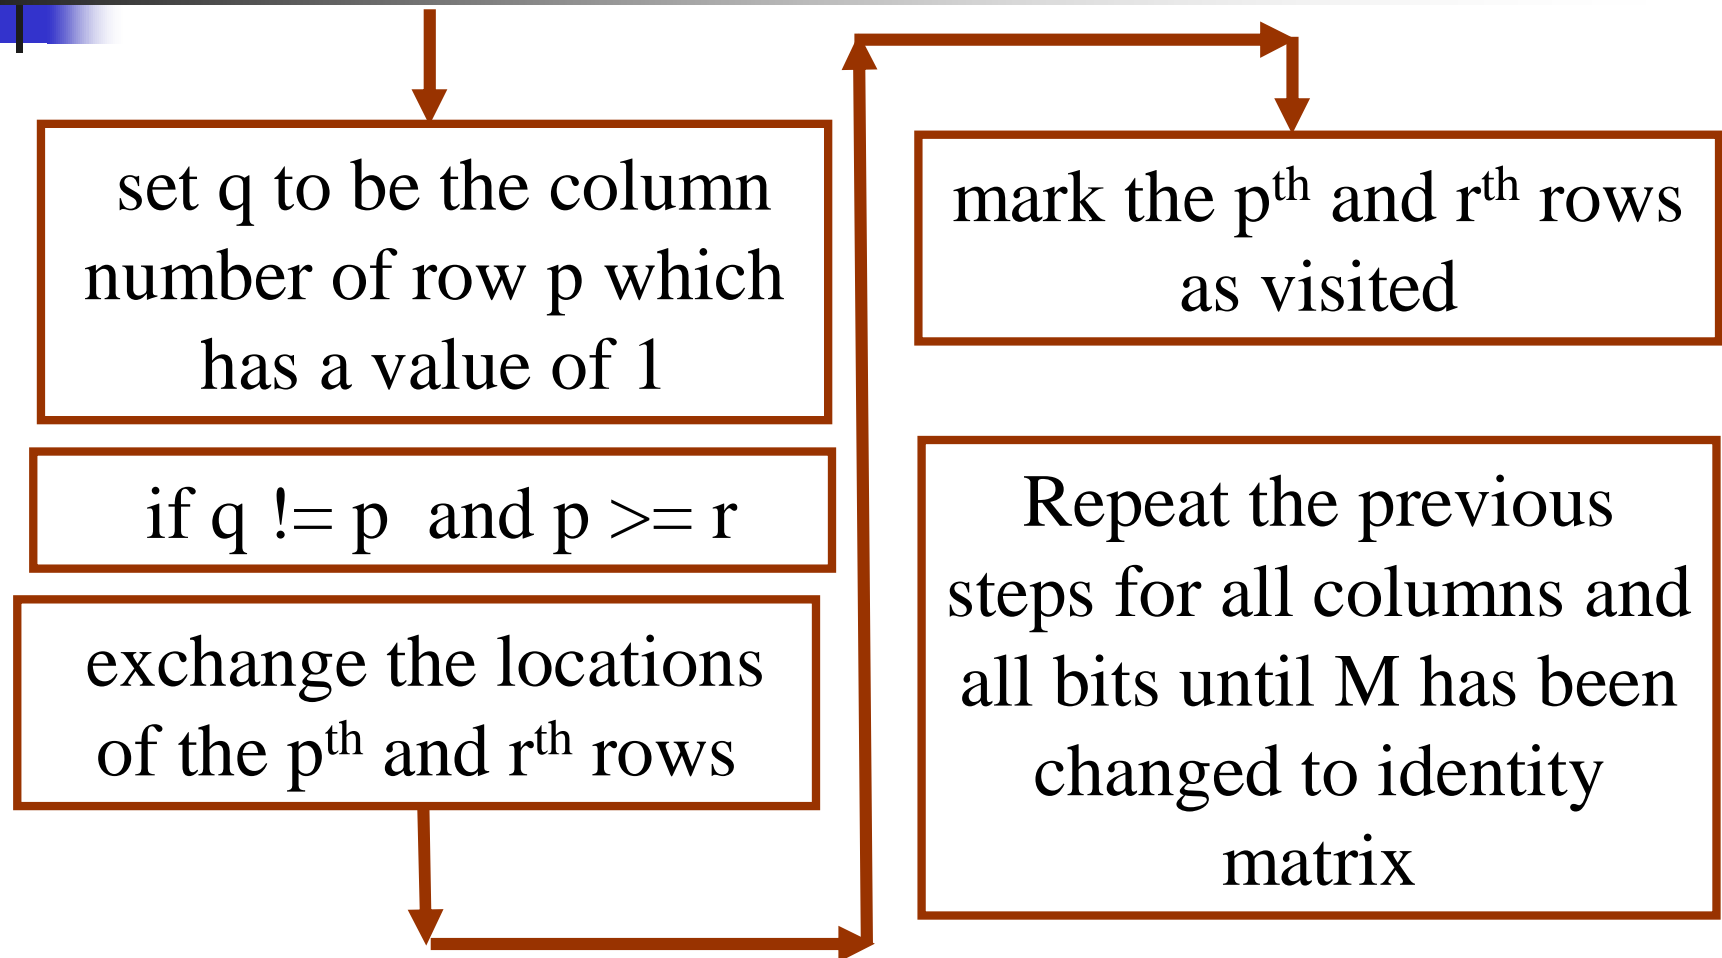 set q to be the column
number of row p which
has a value of 1
if q != p and p >= r
exchange the locations
of the pth and rth rows
mark the pth and rth rows
as visited
Repeat the previous
steps for all columns and
all bits until M has been
changed to identity
matrix